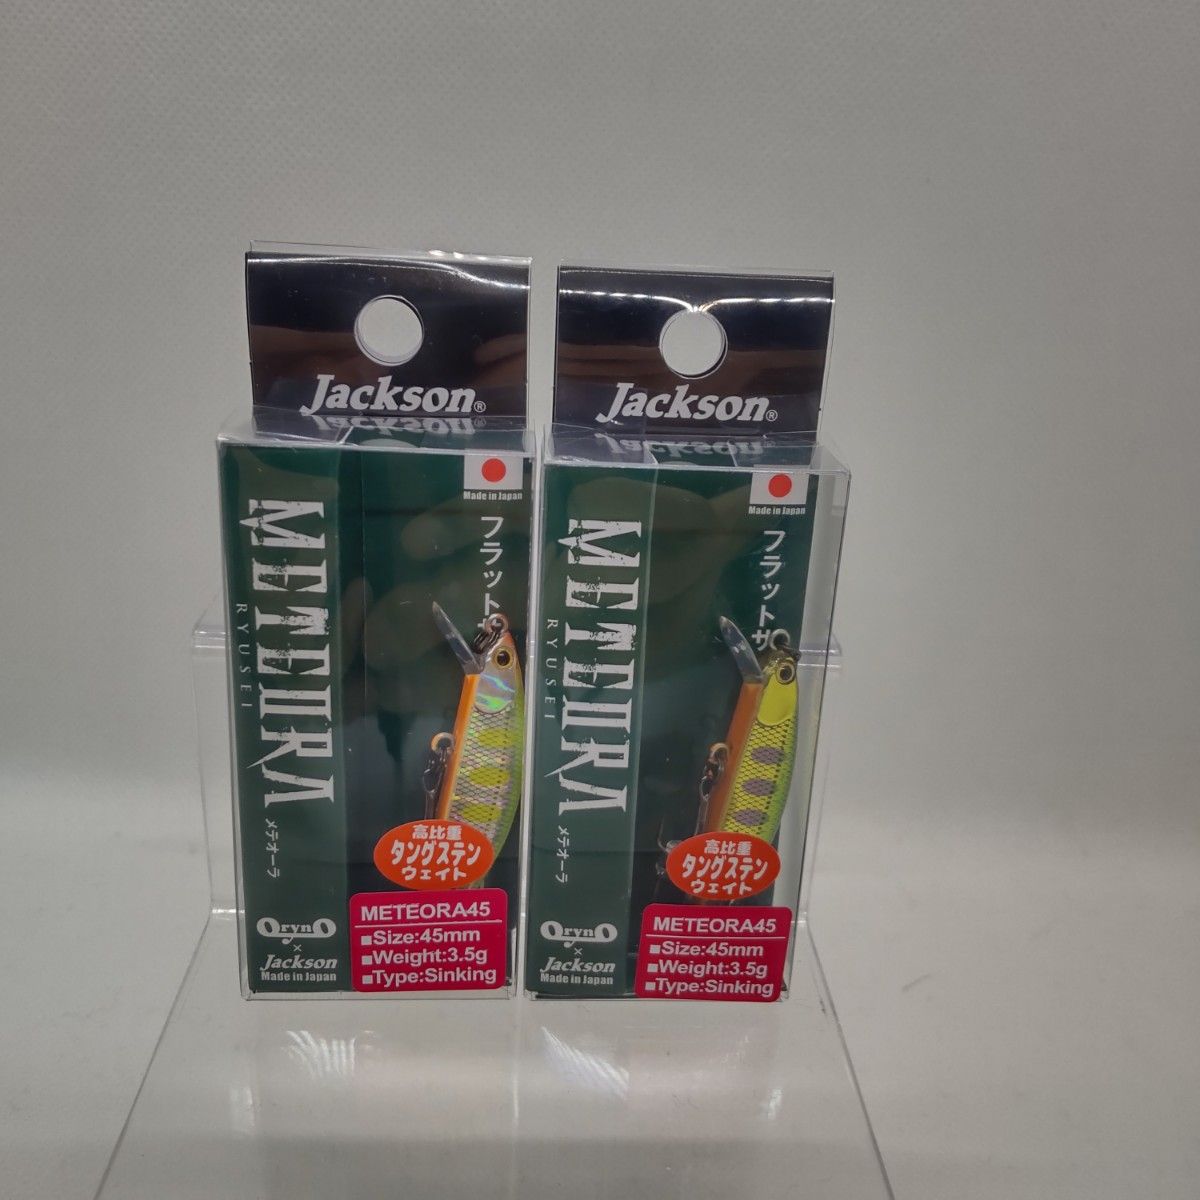 Jackson®
Made in Japan
フラット
METEORA
RYUSEI
メテオーラ
高比重
タングステン
ウェイト
OrynO
×
Jackson
Made in Japan
METEORA45
■Size:45mm
■Weight:3.5g
■Type:Sinking
Jackson®
Made in Japan
フラットサ
METEORA
RYUSEI
メテオーラ
高比重
タングステン
ウェイト
OrynO
×
Jackson
Made in Japan
METEORA45
■Size:45mm
■Weight:3.5g
■Type:Sinking